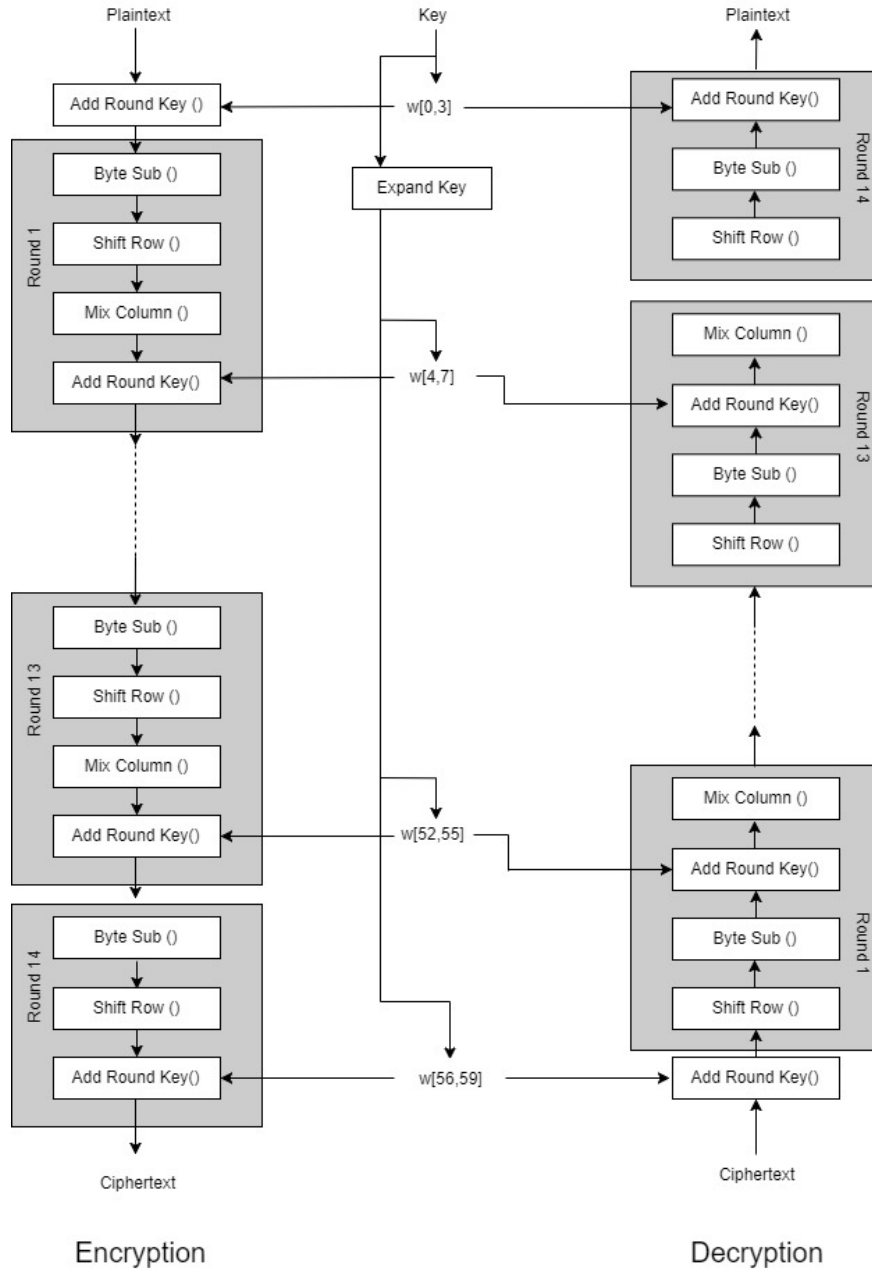 Plaintext
Key
Plaintext
Add Round Key ()
w[0,3]
Add Round Key()
Round 1
Byte Sub ()
Shift Row ()
Mix Column ()
Add Round Key()
Expand Key
Byte Sub ()
Shift Row ()
Round 14
w[4,7]
Mix Column ()
Add Round Key()
Byte Sub ()
Shift Row ()
Round 13
Round 13
Byte Sub ()
Shift Row ()
Mix Column ()
Add Round Key()
w[52,55]
Mix Column ()
Add Round Key()
Byte Sub ()
Shift Row ()
Round 1
Round 14
Byte Sub ()
Shift Row ()
Add Round Key()
w[56,59]
Add Round Key()
Ciphertext
Ciphertext
Encryption
Decryption